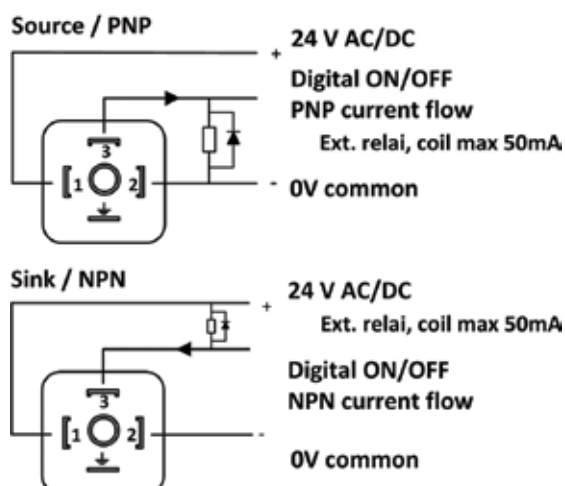 Source / PNP
+ 24 V AC/DC
Digital ON/OFF
PNP current flow
Ext. relai, coil max 50mA
3
1 2
- 0V common
Sink / NPN
+ 24 V AC/DC
Ext. relai, coil max 50mA
Digital ON/OFF
NPN current flow
3
1 2
-
0V common